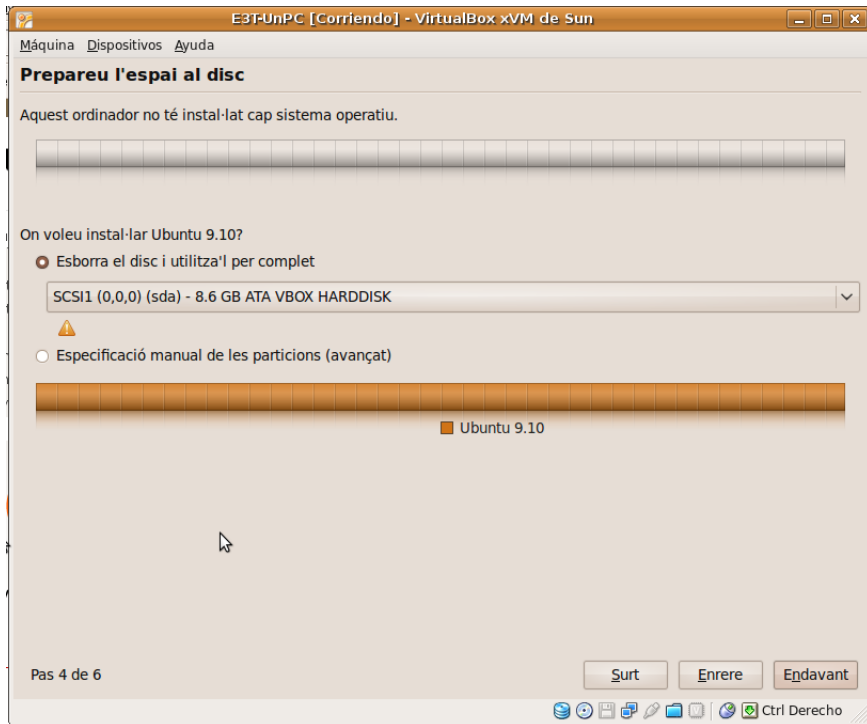 E3T-UnPC [Corriendo] - VirtualBox xVM de Sun
Máquina Dispositivos Ayuda
Prepareu l'espai al disc
Aquest ordinador no té instal·lat cap sistema operatiu.
On voleu instal·lar Ubuntu 9.10?
Esborra el disc i utilitza'l per complet
SCSI1 (0,0,0) (sda) - 8.6 GB ATA VBOX HARDDISK
Especificació manual de les particions (avançat)
Ubuntu 9.10
Pas 4 de 6
Surt Enrere Endavant
Ctrl Derecho